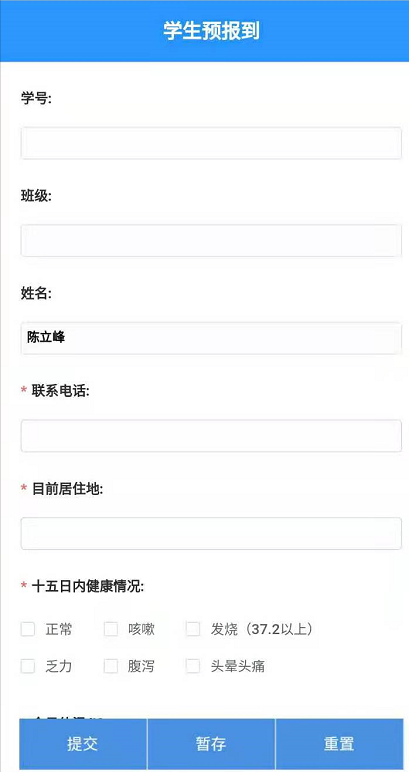 学生预报到
学号:
班级:
姓名:
陈立峰
* 联系电话:
* 目前居住地:
* 十五日内健康情况:
正常 咳嗽 发烧（37.2以上）
乏力 腹泻 头晕头痛
提交 暂存 重置